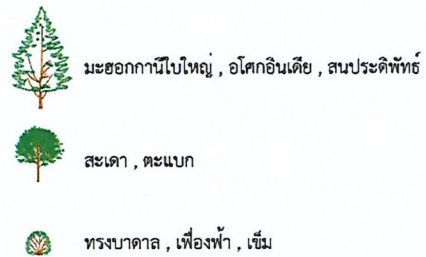 มะฮอกกานีใบใหญ่ , อโศกอินเดีย , สนประดิพัทธ์
สะเดา , ตะแบก
ทรงบาดาล , เฟื่องฟ้า , เข็ม